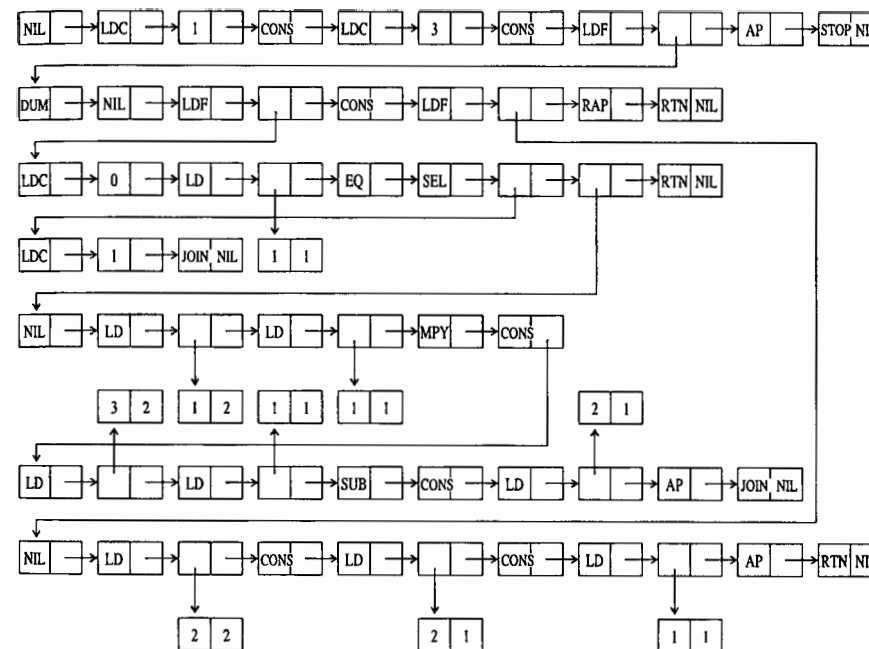 NIL LDC 1 CONS LDC 3 CONS LDF AP STOP NIL
DUM NIL LDF CONS LDF RAP RTN NIL
LDC 0 LD EQ SEL RTN NIL
LDC 1 JOIN NIL 1 1
NIL LD LD MPY CONS
3 2 1 2 1 1 1 1 2 1
LD LD SUB CONS LD AP JOIN NIL
NIL LD CONS LD CONS LD AP RTN
2 2 2 1 1 1